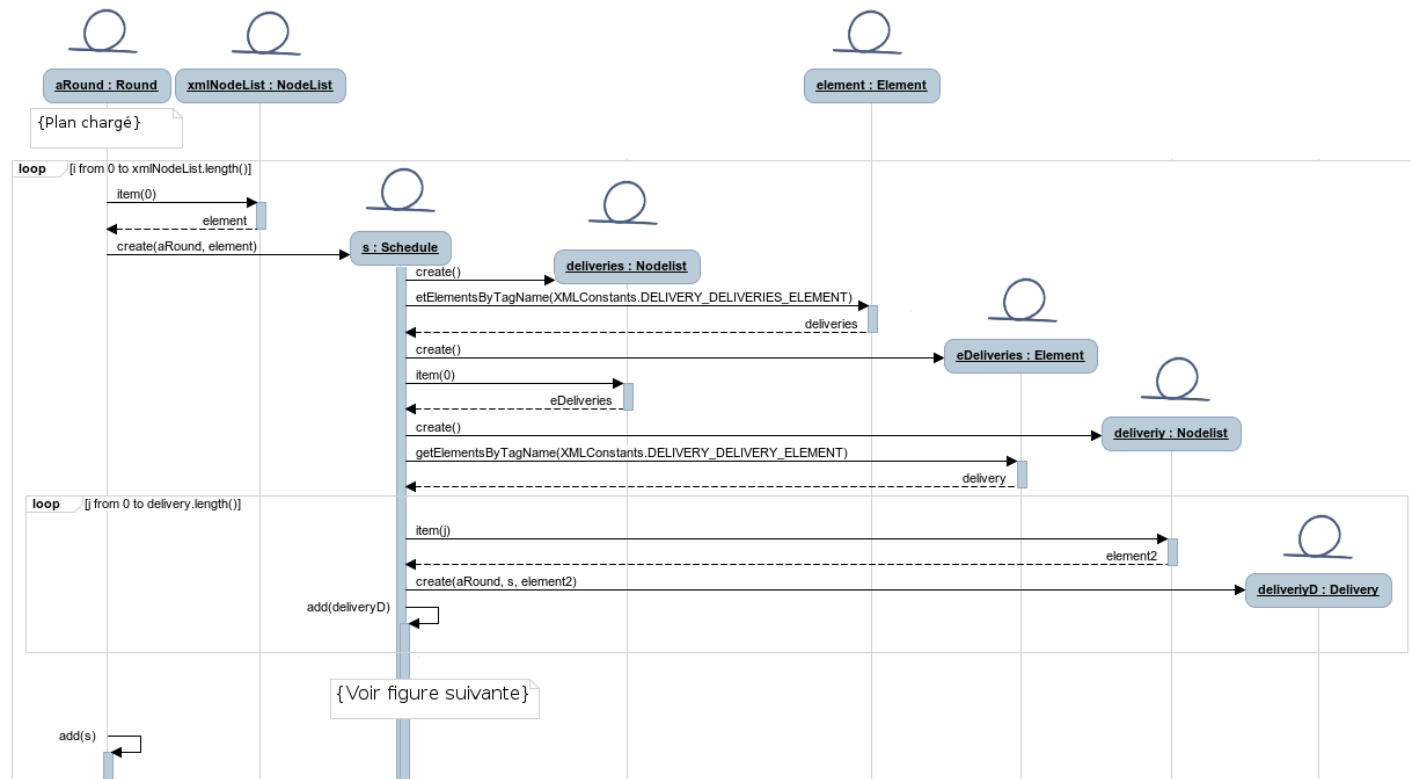 aRound : Round
xmlNodeList : NodeList
element : Element
{Plan chargé}
loop
[i from 0 to xmlNodeList.length()]
item(0)
element
create(aRound, element)
s : Schedule
deliveries : Nodelist
create()
etElementsByTagName(XMLConstants.DELIVERY_DELIVERIES_ELEMENT)
deliveries
create()
eDeliveries : Element
item(0)
eDeliveries
create()
deliveriy : Nodelist
getElementsByTagName(XMLConstants.DELIVERY_DELIVERY_ELEMENT)
delivery
loop
[j from 0 to delivery.length()]
item(j)
element2
create(aRound, s, element2)
deliveriyD : Delivery
add(deliveryD)
{Voir figure suivante}
add(s)